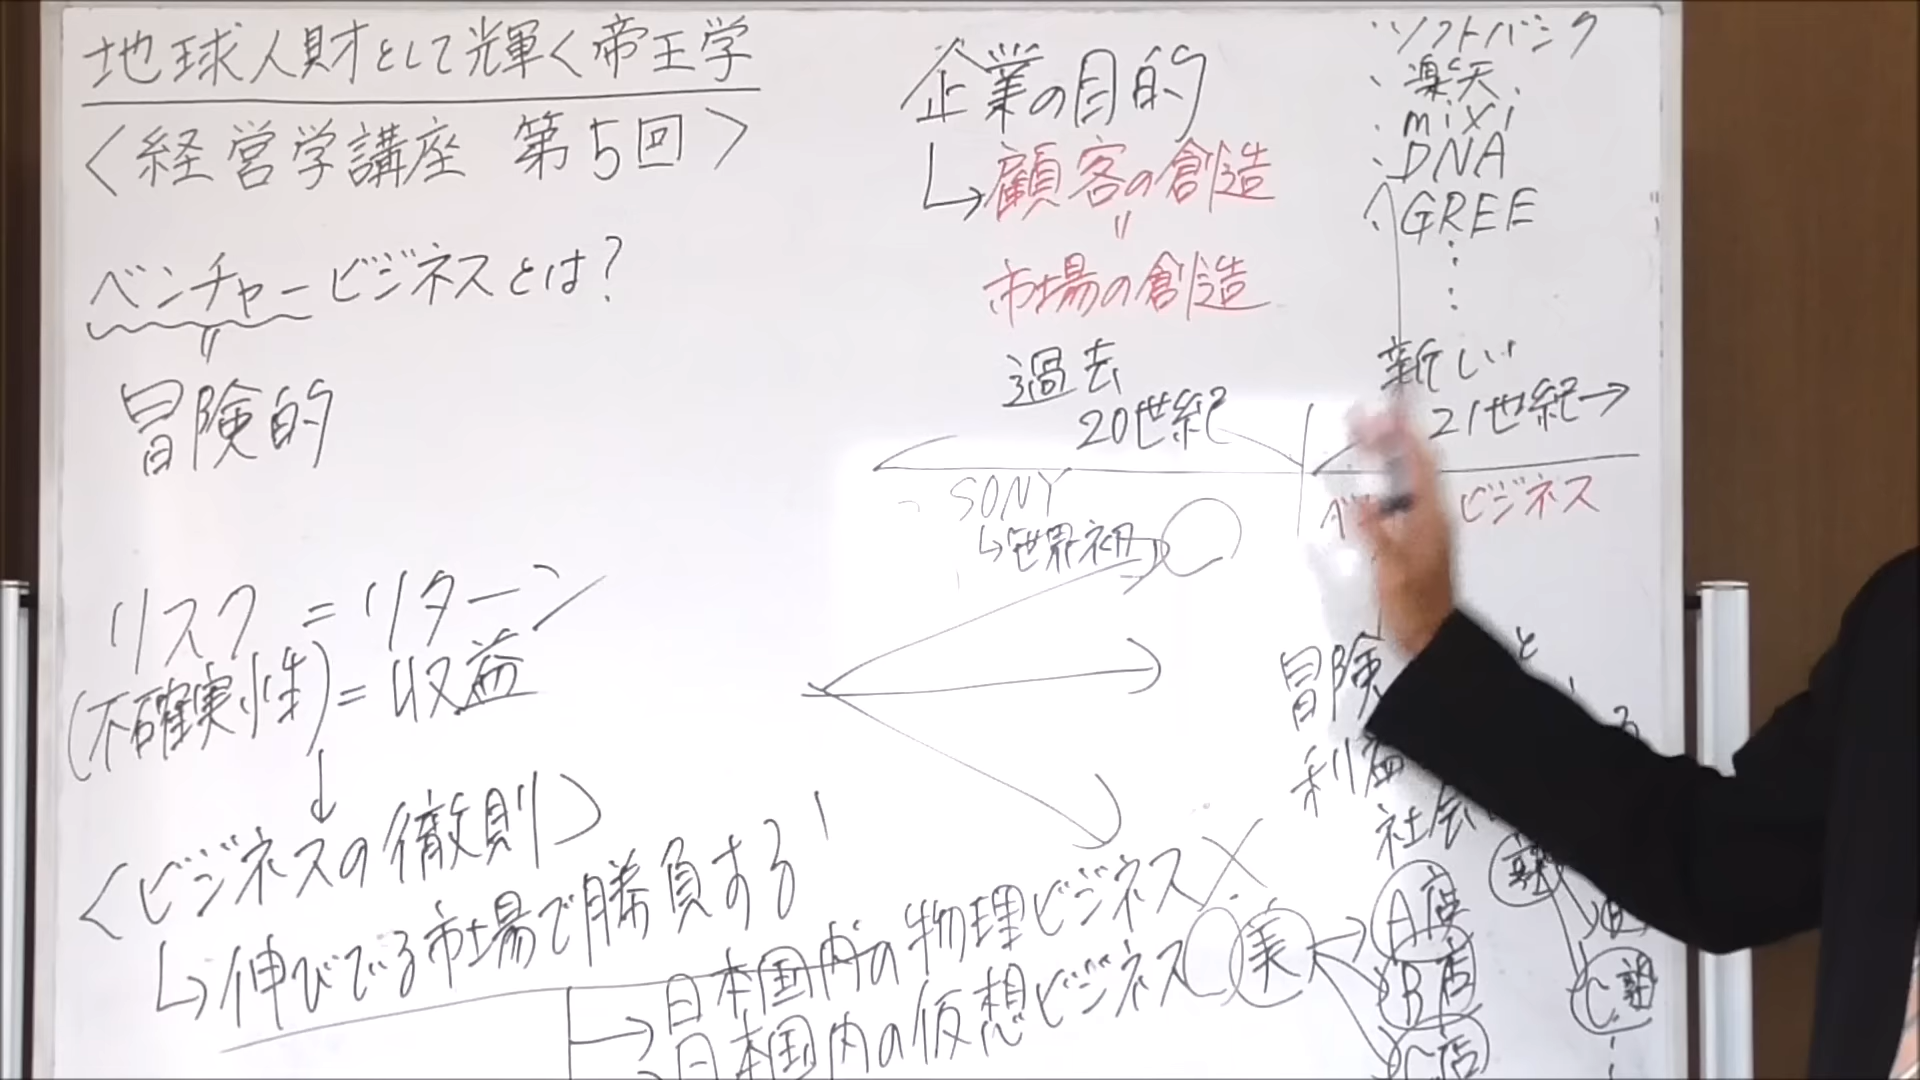 地球人財として輝く帝王学
<経営学講座 第5回>
ベンチャービジネスとは?
〃
冒険的
リスク = リターン
(不確実性) = 収益
↓
<ビジネスの徹則>
↳伸びてる市場で勝負する!
→日本国内の物理ビジネス×
→日本国内の仮想ビジネス○
企業の目的
↳顧客の創造
〃
市場の創造
過去
20世紀
SONY
↳世界初
・ソフトバンク
・楽天
・mixi
・DNA
・GREE
新しい
21世紀→
ビジネス
冒険
と
利益
社会
実
A店
B店
C店